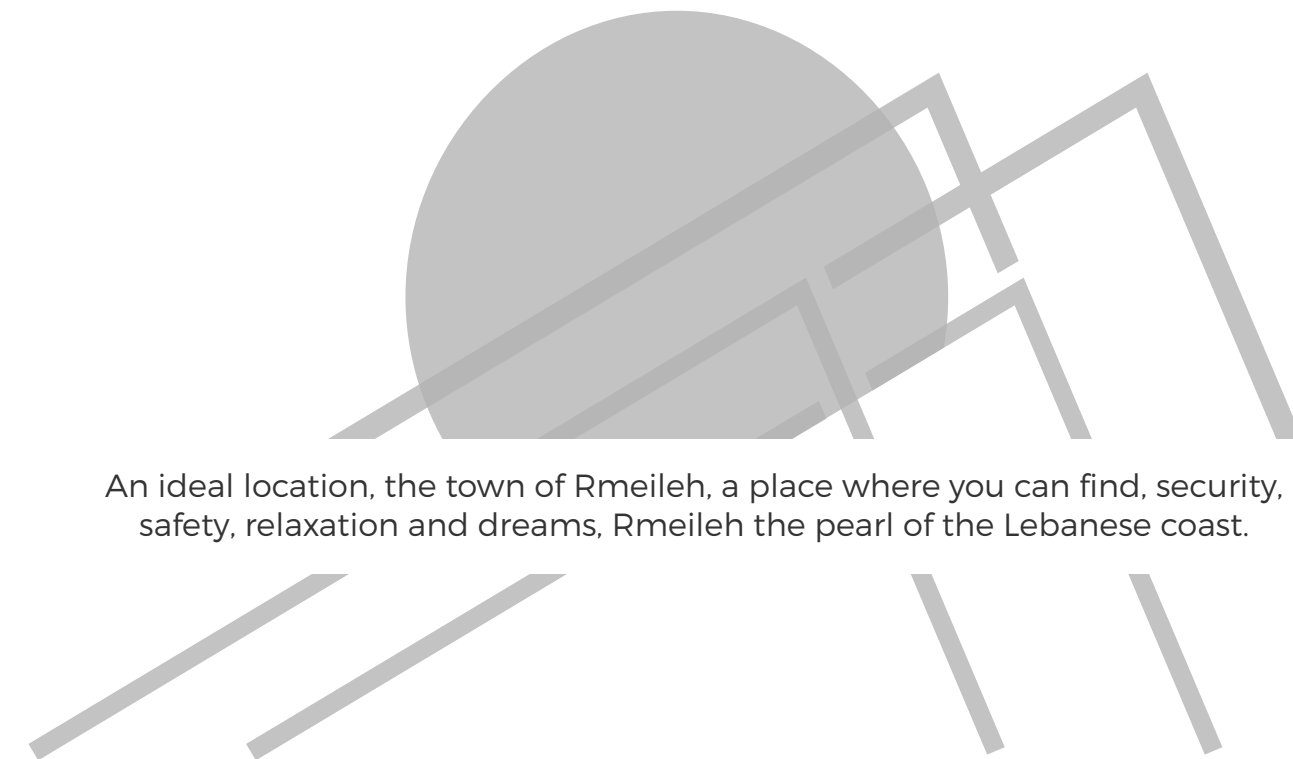 An ideal location, the town of Rmeileh, a place where you can find, security,
safety, relaxation and dreams, Rmeileh the pearl of the Lebanese coast.